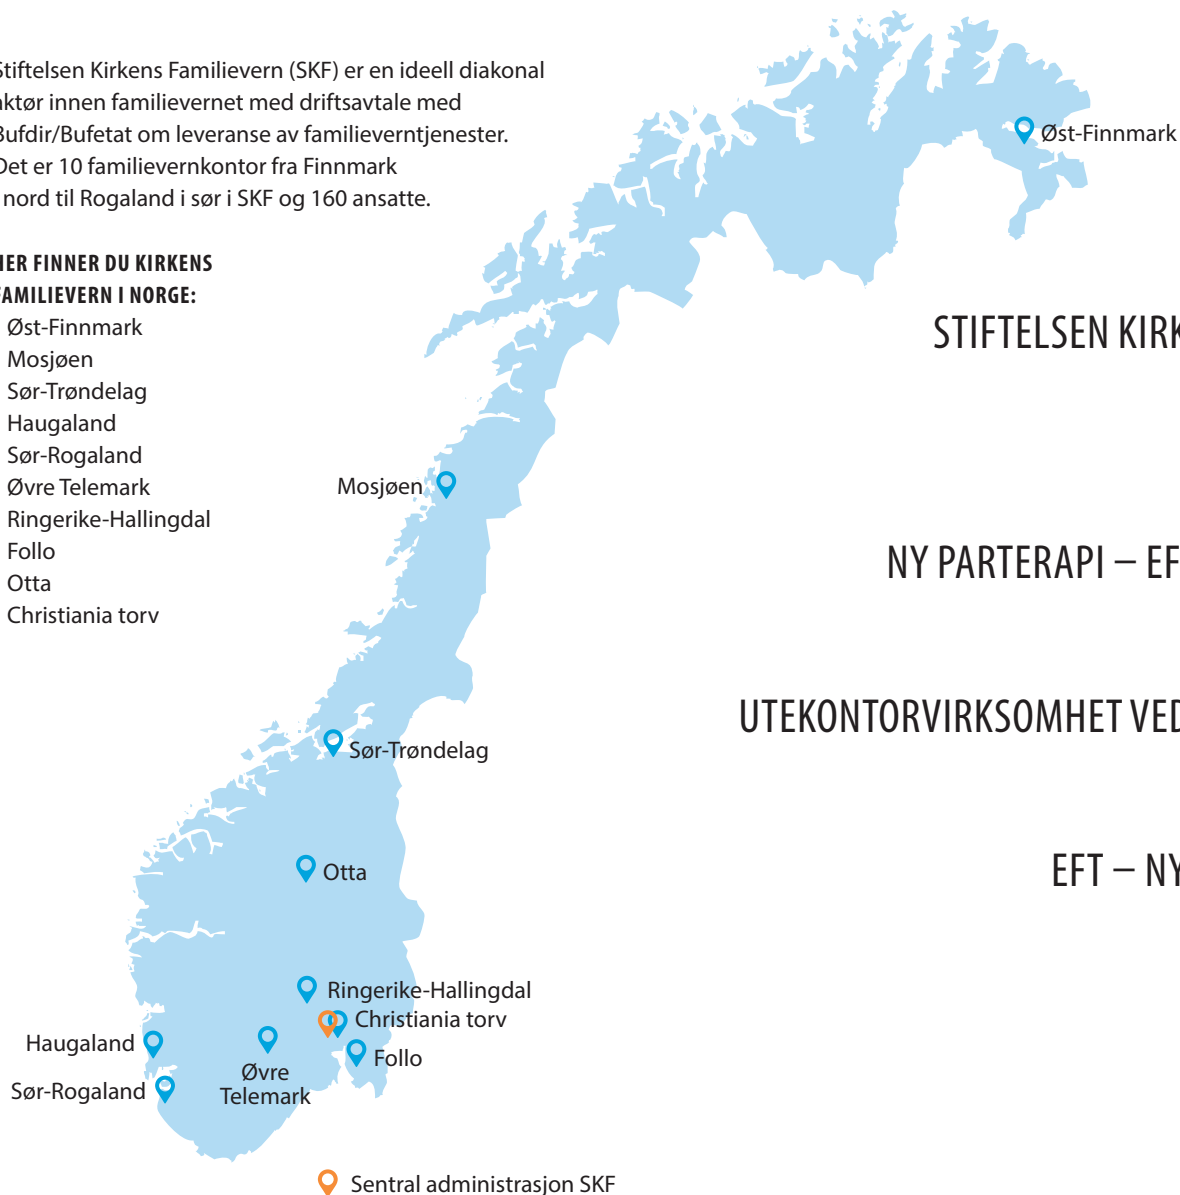 Stiftelsen Kirkens Familievern (SKF) er en ideell diakonal
aktør innen familievernet med driftsavtale med
Bufdir/Bufetat om leveranse av familieverntjenester.
Det er 10 familievernkontor fra Finnmark
nord til Rogaland i sør i SKF og 160 ansatte.
HER FINNER DU KIRKENS
FAMILIEVERN I NORGE:
Øst-Finnmark
Mosjøen
Sør-Trøndelag
Haugaland
Sør-Rogaland
Øvre Telemark
Ringerike-Hallingdal
Follo
Otta
Christiania torv
Øst-Finnmark
Mosjøen
Sør-Trøndelag
Otta
Ringerike-Hallingdal
Christiania torv
Follo
Haugaland
Øvre
Telemark
Sør-Rogaland
Sentral administrasjon SKF
STIFTELSEN KIRK
NY PARTERAPI – EF
UTEKONTORVIRKSOMHET VED
EFT – NY